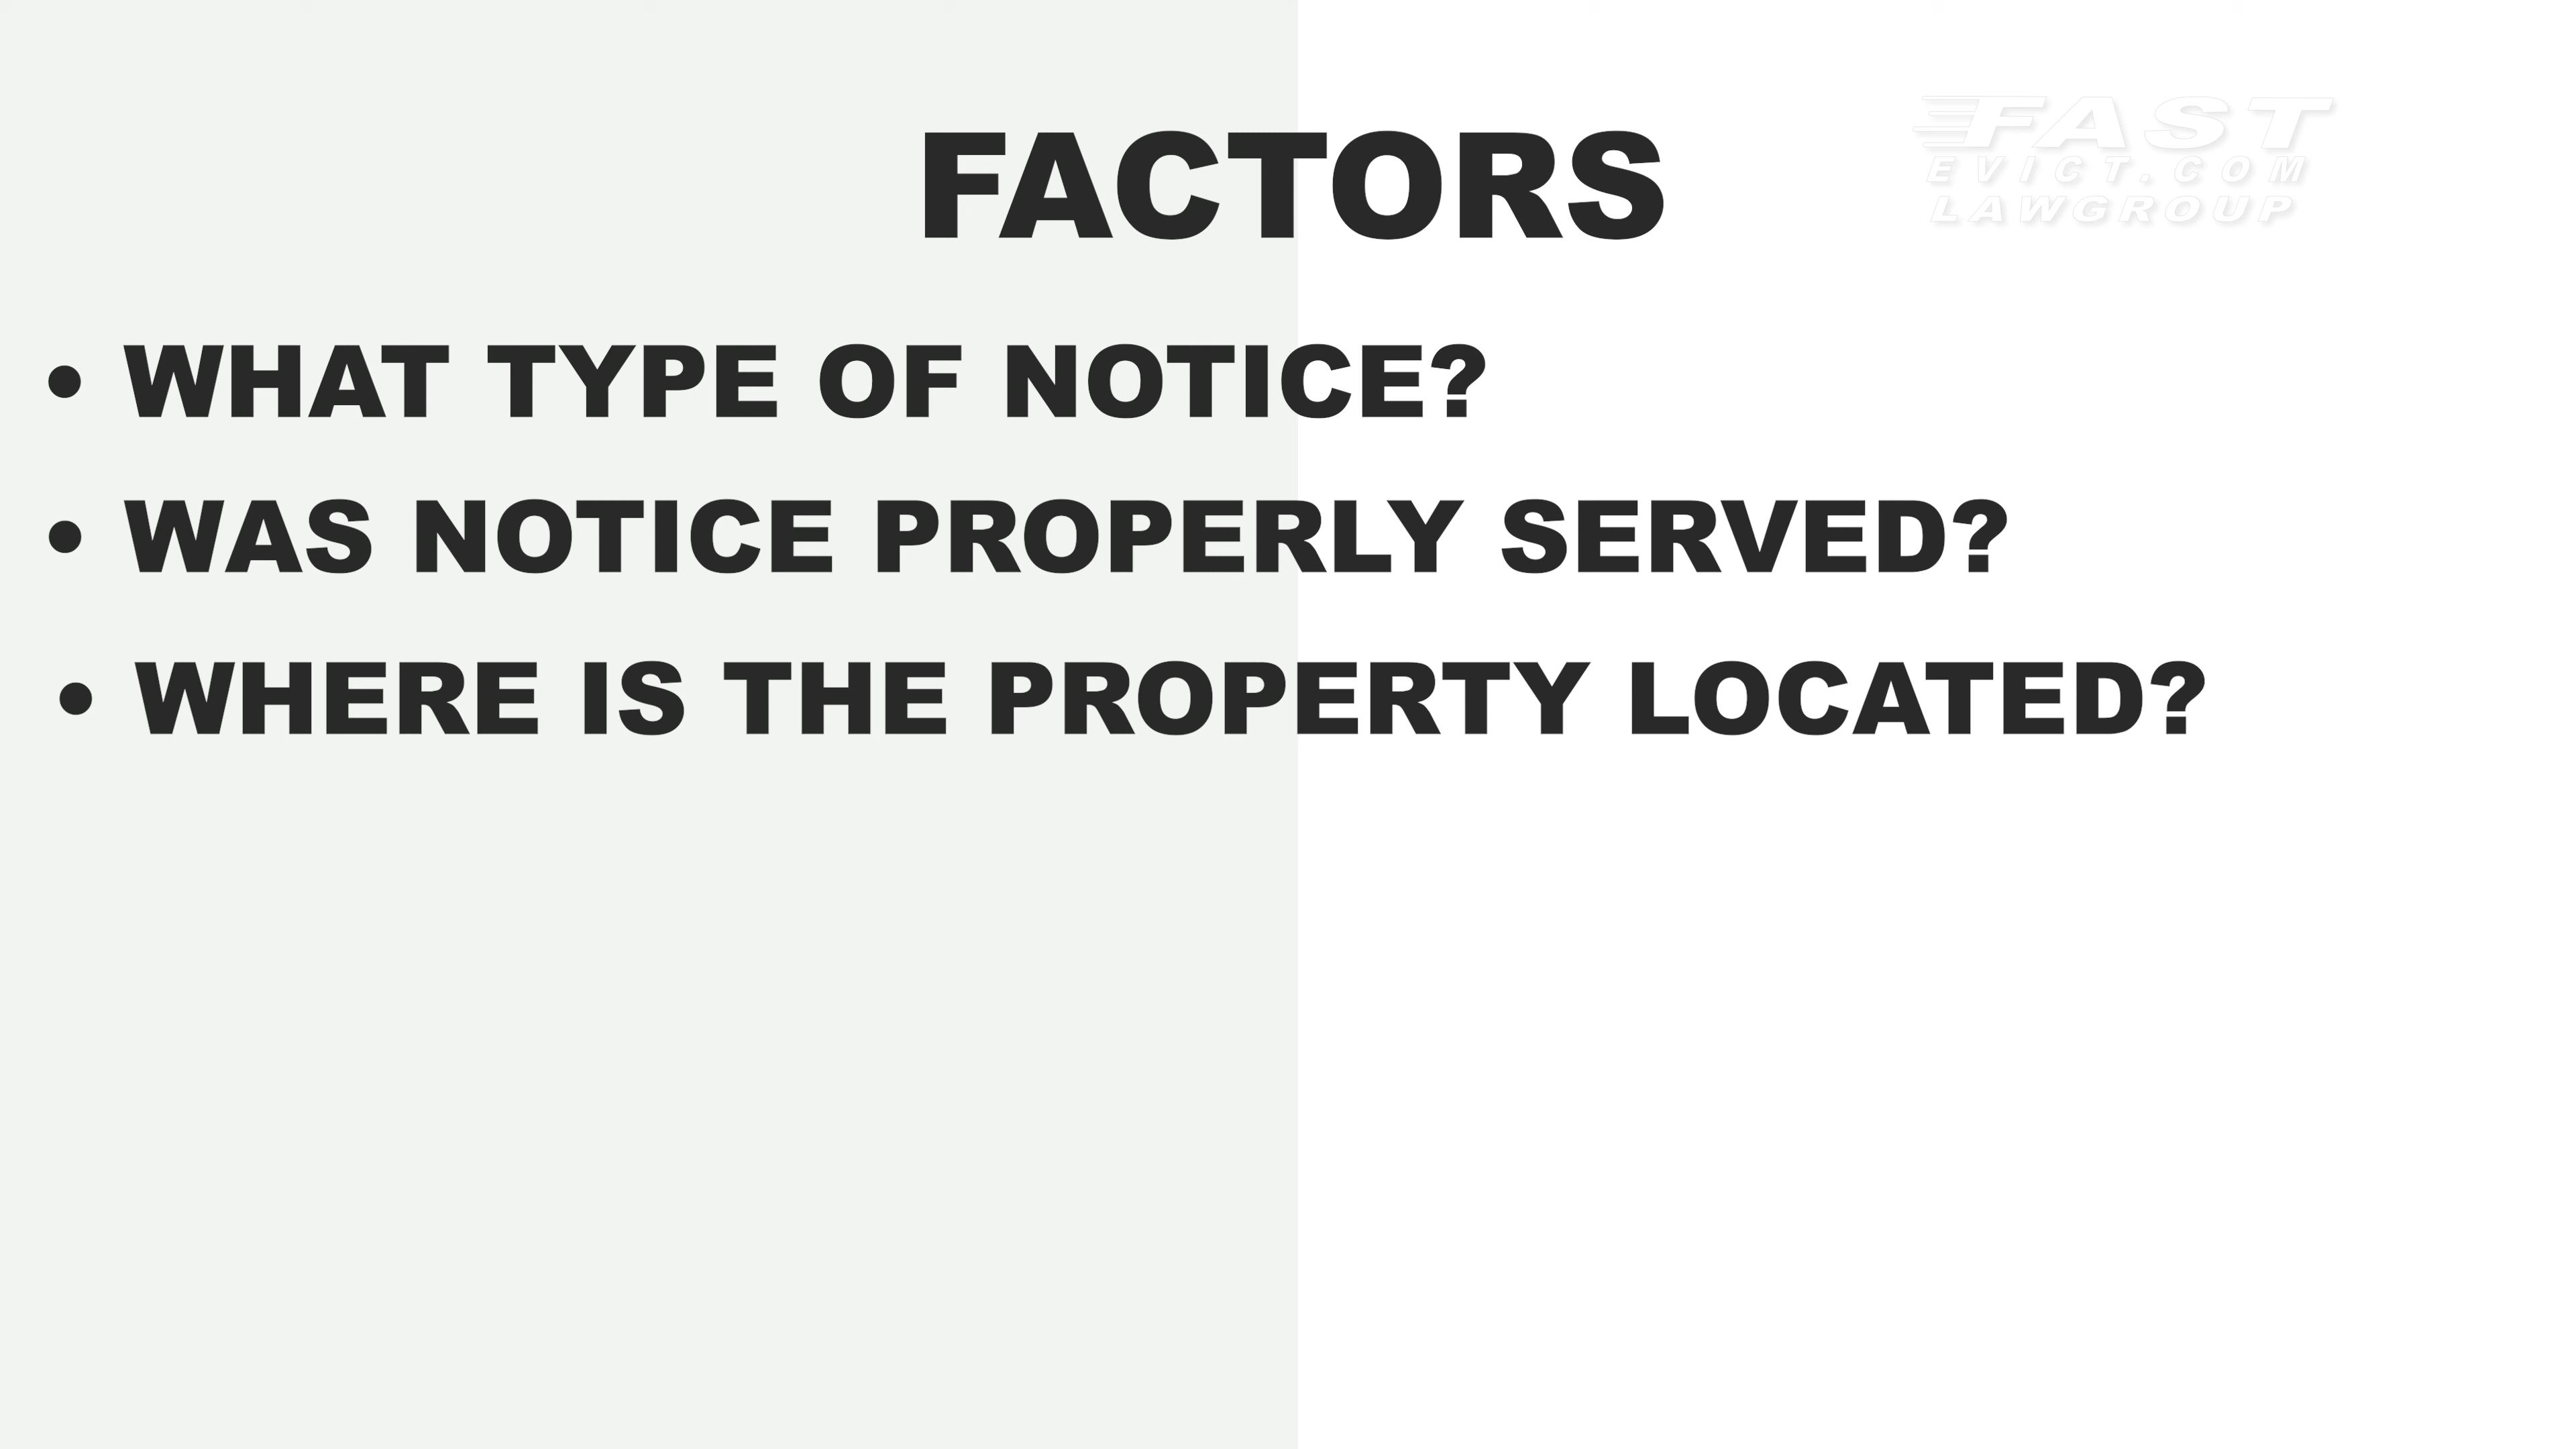 FACTORS
FAST
EVICT.COM
LAWGROUP
• WHAT TYPE OF NOTICE?
• WAS NOTICE PROPERLY SERVED?
• WHERE IS THE PROPERTY LOCATED?